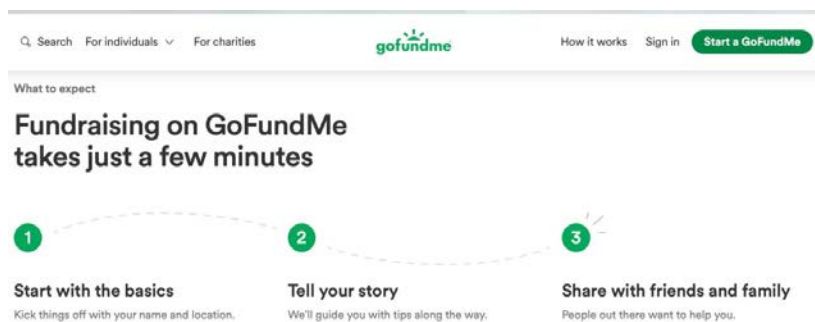 Search For individuals For charities gofundme How it works Sign in Start a GoFundMe
What to expect
Fundraising on GoFundMe
takes just a few minutes
1 2 3
Start with the basics Tell your story Share with friends and family
Kick things off with your name and location. We'll guide you with tips along the way. People out there want to help you.